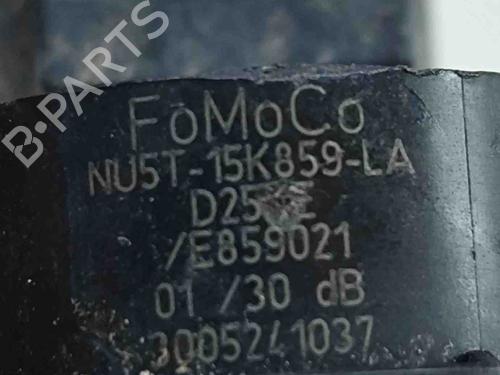 B-PARTS
FoMoCo
NU5T-15K859-LA
/E859021
01 /30 dB
3005241037